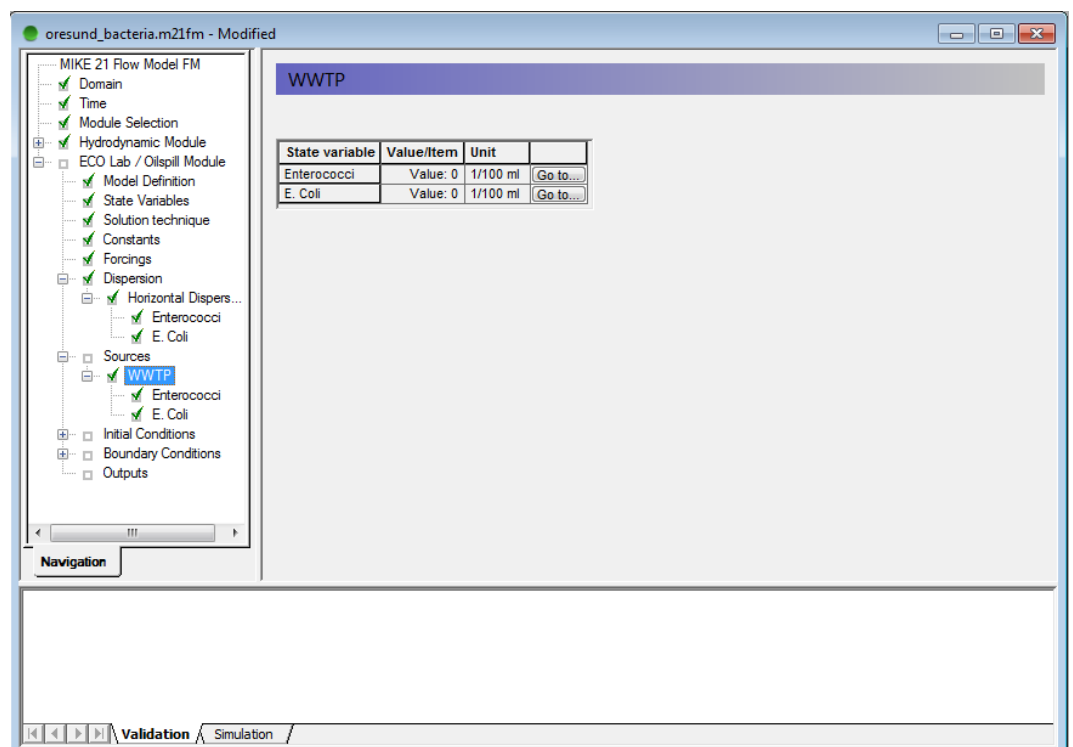 oresund_bacteria.m21fm - Modified
MIKE 21 Flow Model FM
Domain
Time
Module Selection
Hydrodynamic Module
ECO Lab / Oilspill Module
Model Definition
State Variables
Solution technique
Constants
Forcings
Dispersion
Horizontal Dispers...
Enterococci
E. Coli
Sources
WWTP
Enterococci
E. Coli
Initial Conditions
Boundary Conditions
Outputs
Navigation
WWTP
State variable Value/Item Unit
Enterococci Value: 0 1/100 ml Go to...
E. Coli Value: 0 1/100 ml Go to...
Validation Simulation